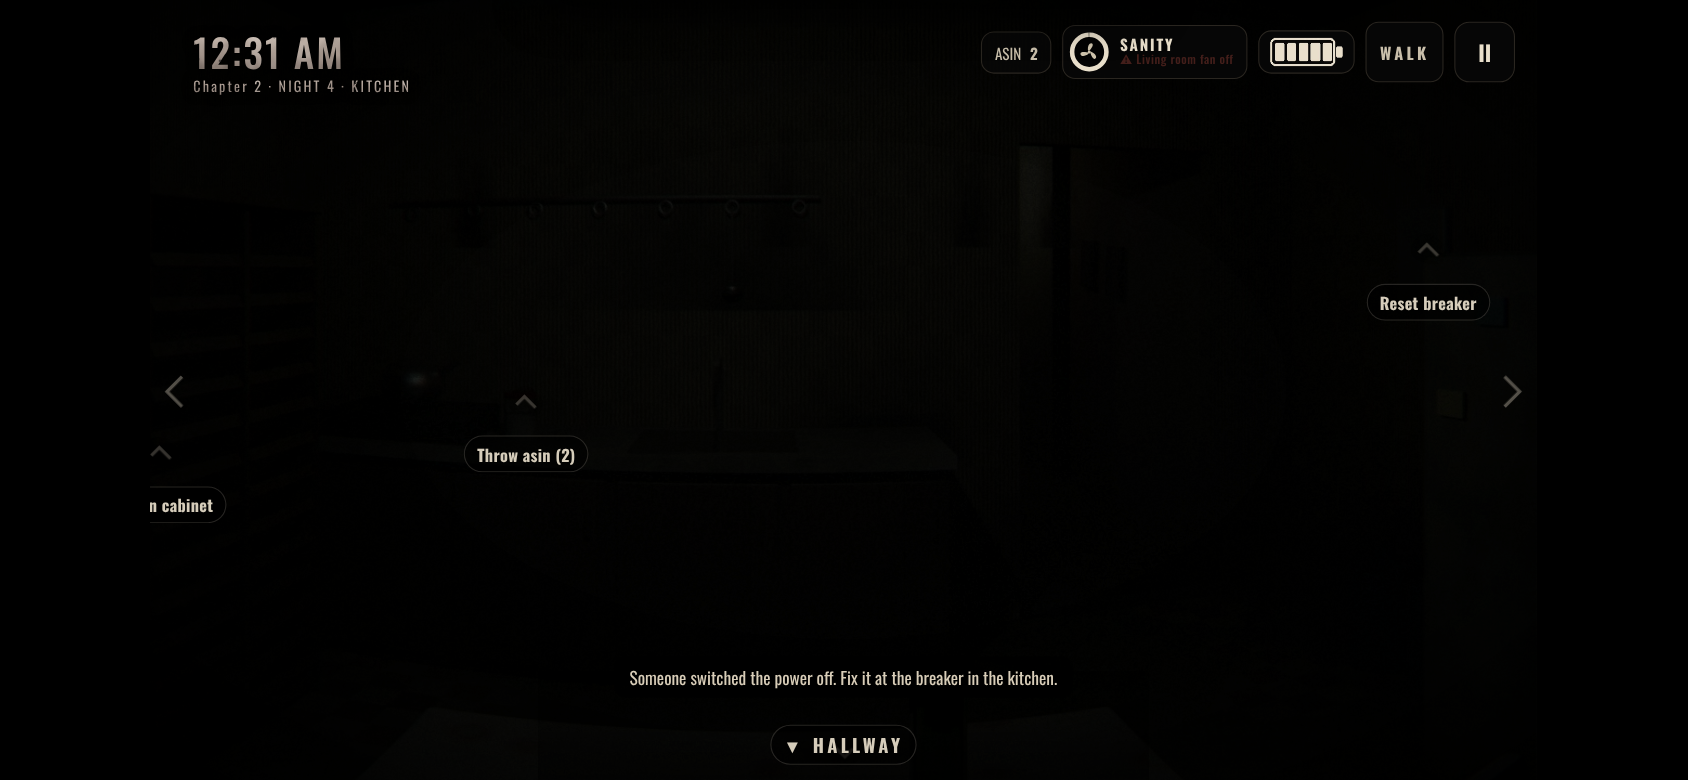 12:31 AM
Chapter 2 · NIGHT 4 · KITCHEN
ASIN 2
SANITY
⚠ Living room fan off
WALK
Reset breaker
Throw asin (2)
n cabinet
Someone switched the power off. Fix it at the breaker in the kitchen.
▼ HALLWAY